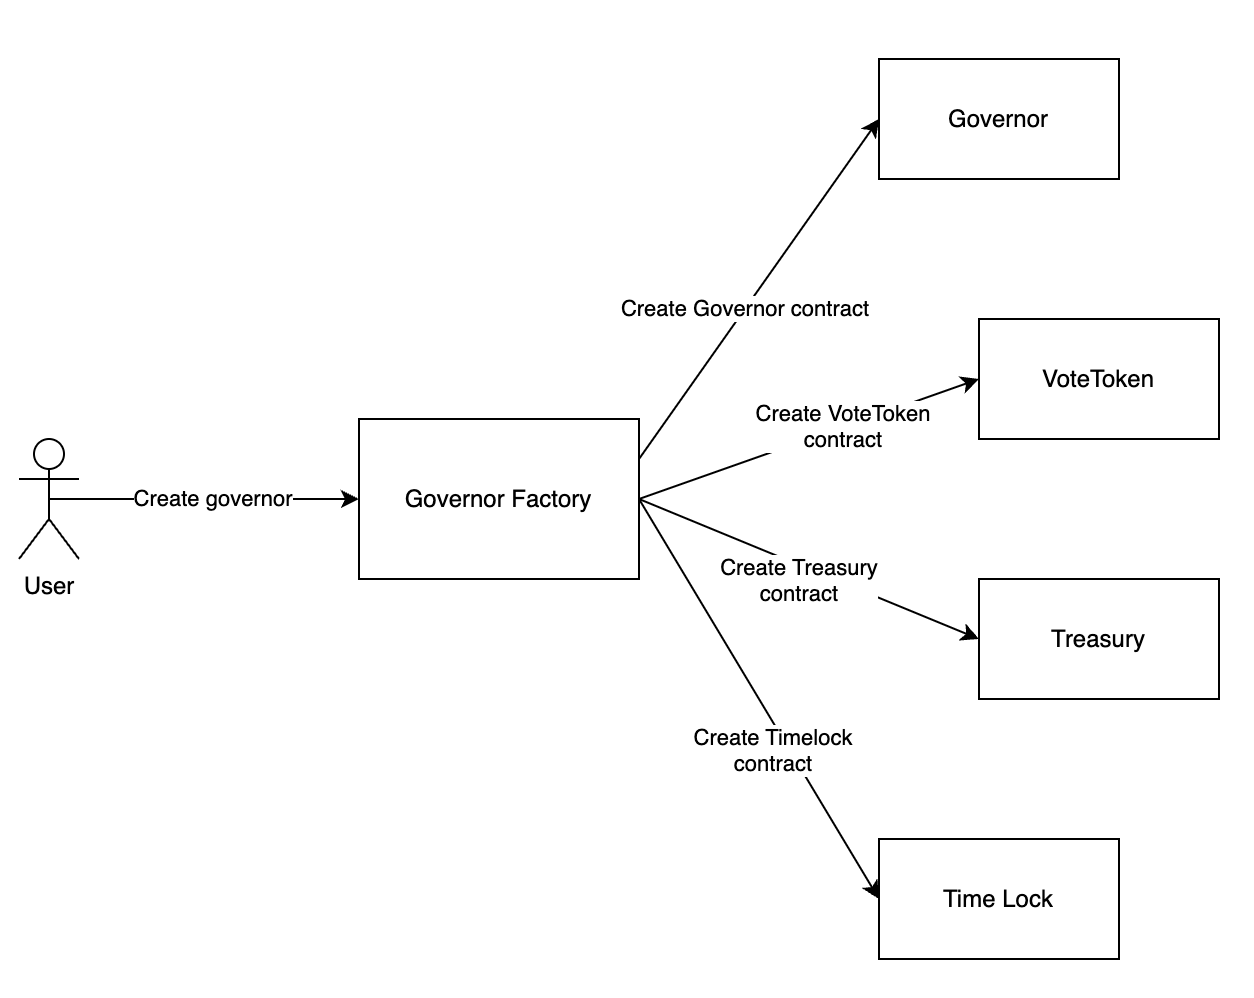 Governor
Create Governor contract
VoteToken
Create VoteToken
contract
Create governor
Governor Factory
User
Create Treasury
contract
Treasury
Create Timelock
contract
Time Lock